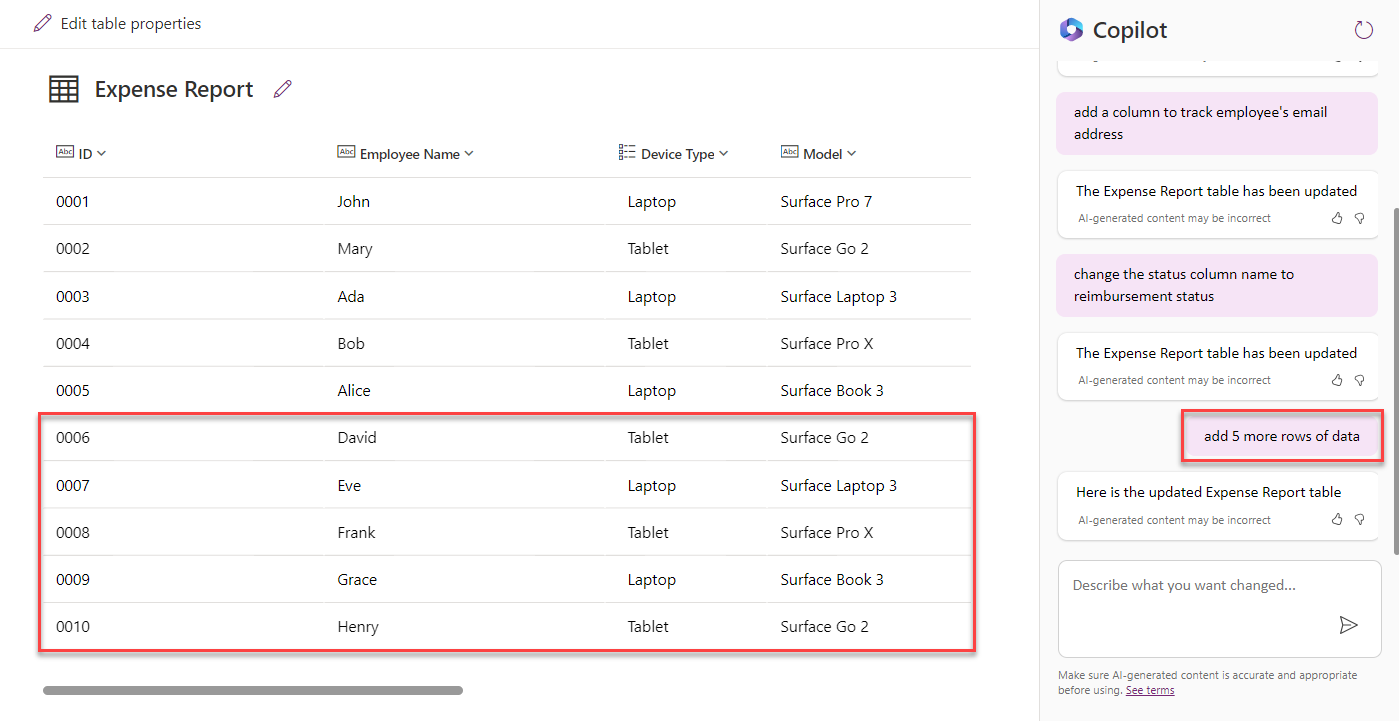 Edit table properties
Expense Report
Abc ID
Abc Employee Name
Device Type
Abc Model
0001 John Laptop Surface Pro 7
0002 Mary Tablet Surface Go 2
0003 Ada Laptop Surface Laptop 3
0004 Bob Tablet Surface Pro X
0005 Alice Laptop Surface Book 3
0006 David Tablet Surface Go 2
0007 Eve Laptop Surface Laptop 3
0008 Frank Tablet Surface Pro X
0009 Grace Laptop Surface Book 3
0010 Henry Tablet Surface Go 2
Copilot
add a column to track employee's email
address
The Expense Report table has been updated
AI-generated content may be incorrect
change the status column name to
reimbursement status
The Expense Report table has been updated
AI-generated content may be incorrect
add 5 more rows of data
Here is the updated Expense Report table
AI-generated content may be incorrect
Describe what you want changed...
Make sure AI-generated content is accurate and appropriate
before using. See terms